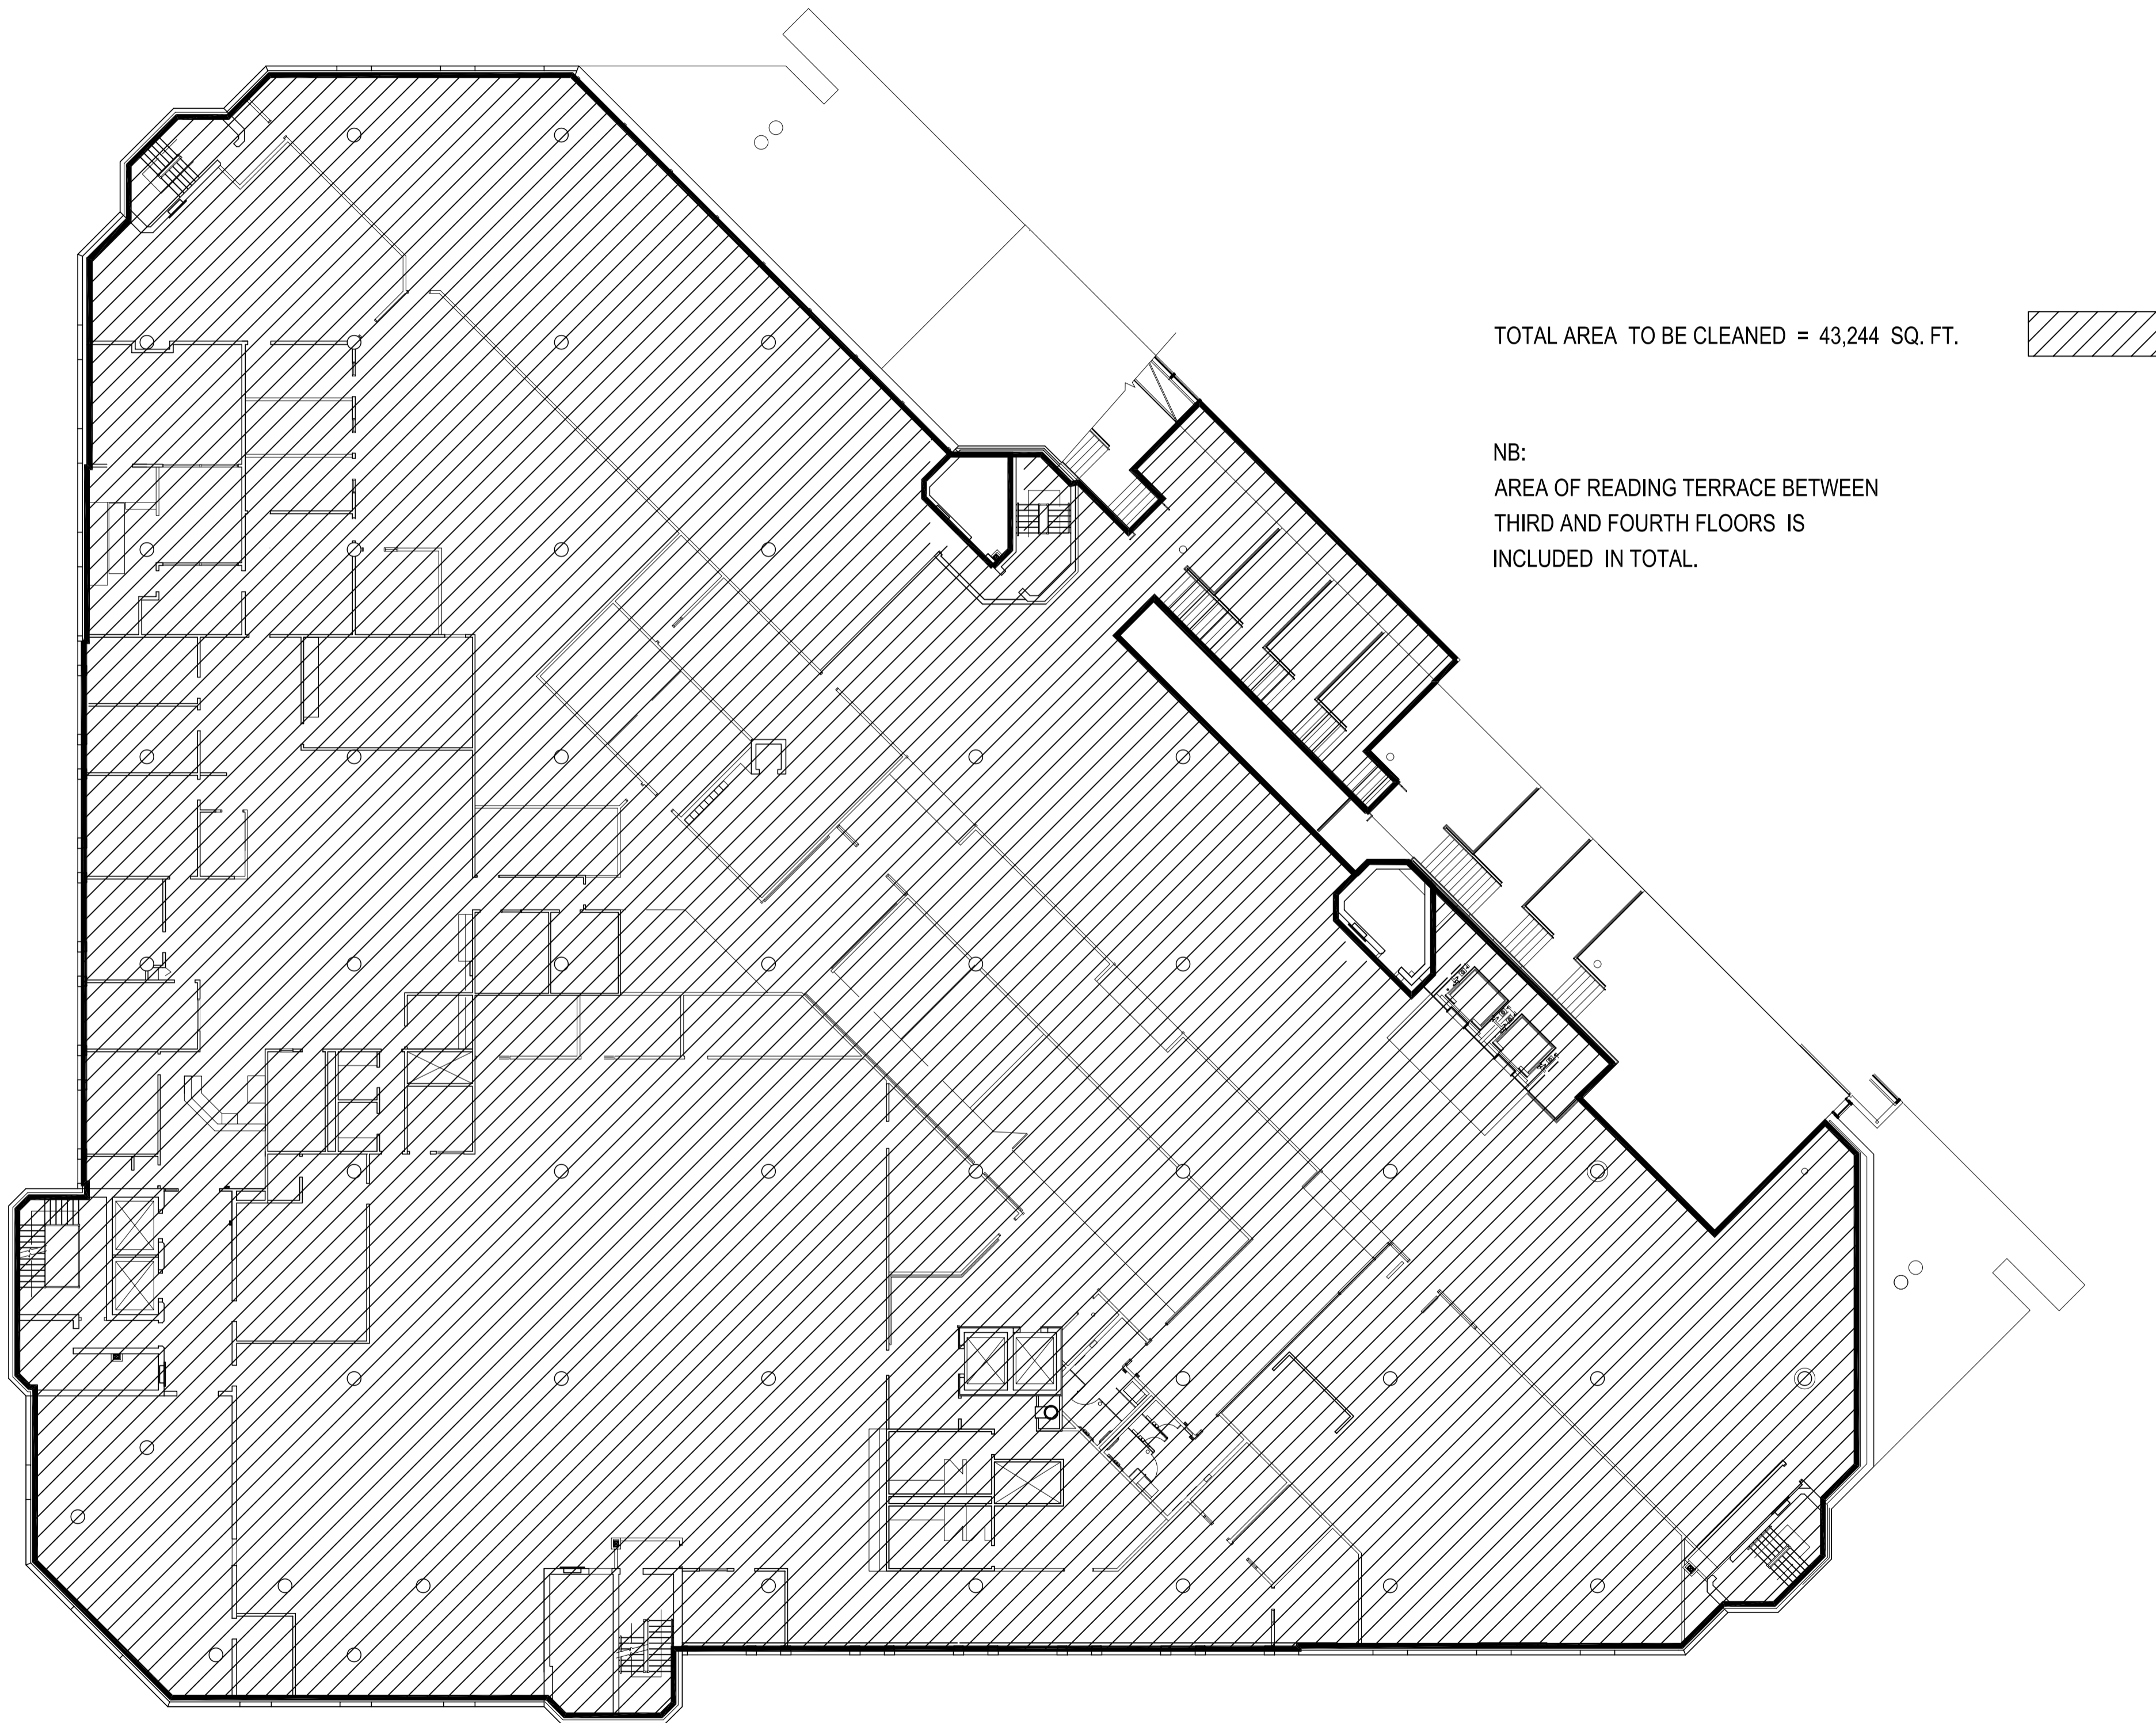 TOTAL AREA TO BE CLEANED = 43,244 SQ. FT.
NB:
AREA OF READING TERRACE BETWEEN
THIRD AND FOURTH FLOORS IS
INCLUDED IN TOTAL.